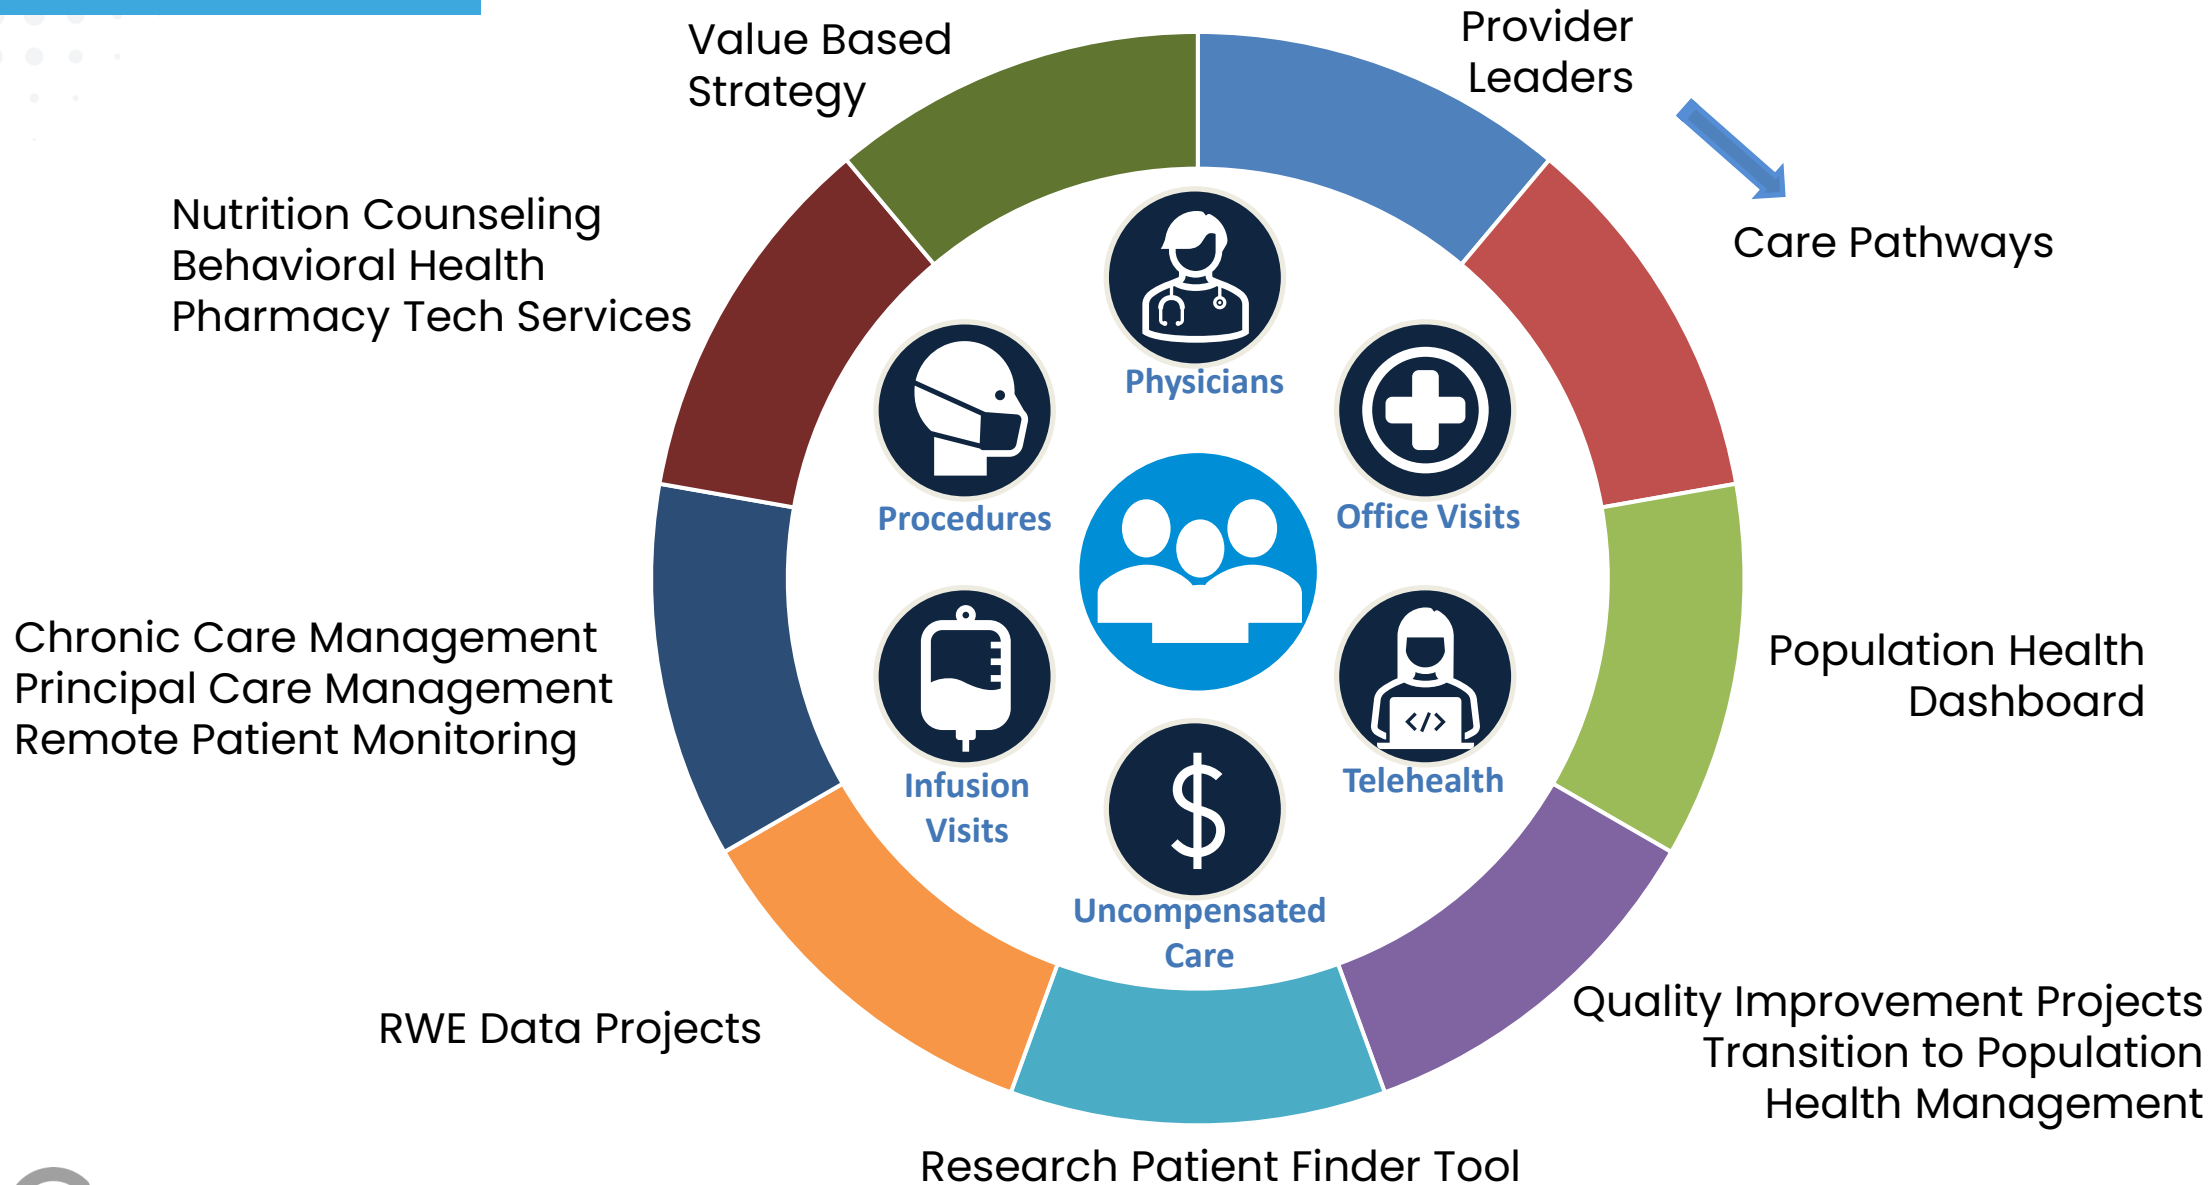 Value Based
Strategy
Provider
Leaders
Care Pathways
Nutrition Counseling
Behavioral Health
Pharmacy Tech Services
Physicians
Procedures
Office Visits
Chronic Care Management
Principal Care Management
Remote Patient Monitoring
Population Health
Dashboard
Infusion
Visits
</>
Telehealth
$
Uncompensated
Care
RWE Data Projects
Quality Improvement Projects
Transition to Population
Health Management
Research Patient Finder Tool